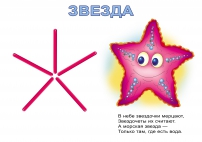 ЗВЕЗДА
В небе звездочки мерцают,
Звездочеты их считают.
А морская звезда —
Только там, где есть вода.